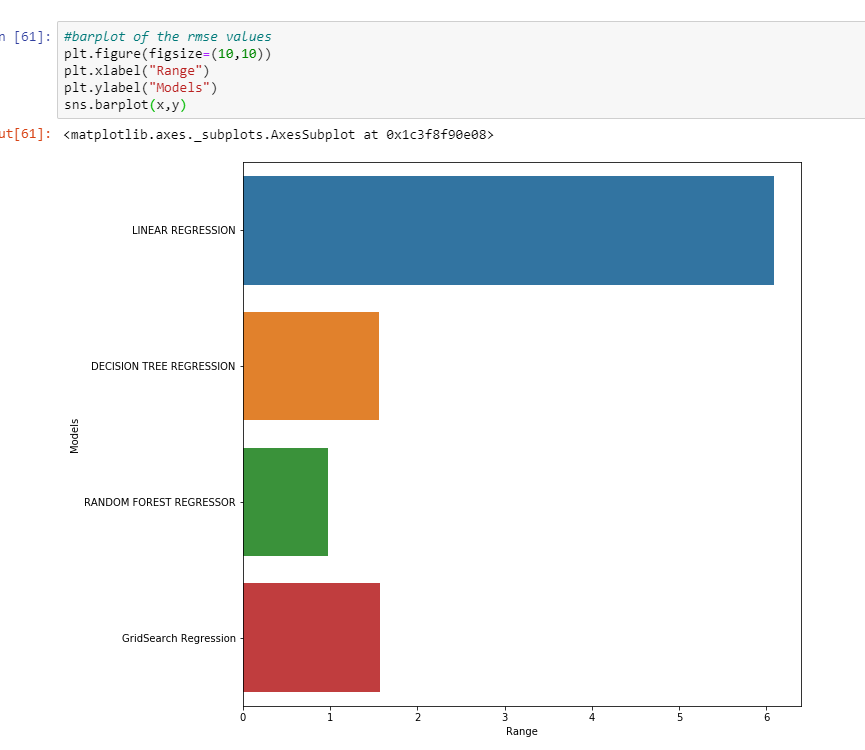 n [61]:
#barplot of the rmse values
plt.figure(figsize=(10,10))
plt.xlabel("Range")
plt.ylabel("Models")
sns.barplot(x,y)
ut[61]: <matplotlib.axes._subplots.AxesSubplot at 0x1c3f8f90e08>
LINEAR REGRESSION
DECISION TREE REGRESSION
Models
RANDOM FOREST REGRESSOR
GridSearch Regression
0 1 2 3 4 5 6
Range